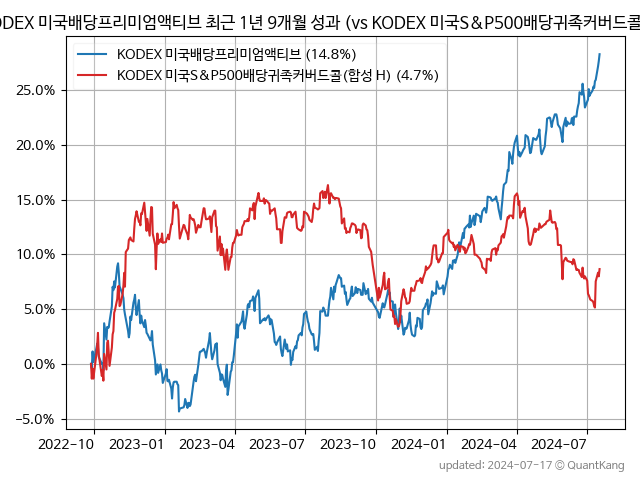 DEX 미국배당프리미엄액티브 최근 1년 9개월 성과 (vs KODEX 미국S&P500배당귀족커버드콜
KODEX 미국배당프리미엄액티브 (14.8%)
KODEX 미국S&P500배당귀족커버드콜(합성 H) (4.7%)
25.0%
20.0%
15.0%
10.0%
5.0%
0.0%
−5.0%
2022-10 2023-01 2023-04 2023-07 2023-10 2024-01 2024-04 2024-07
updated: 2024-07-17 © QuantKang